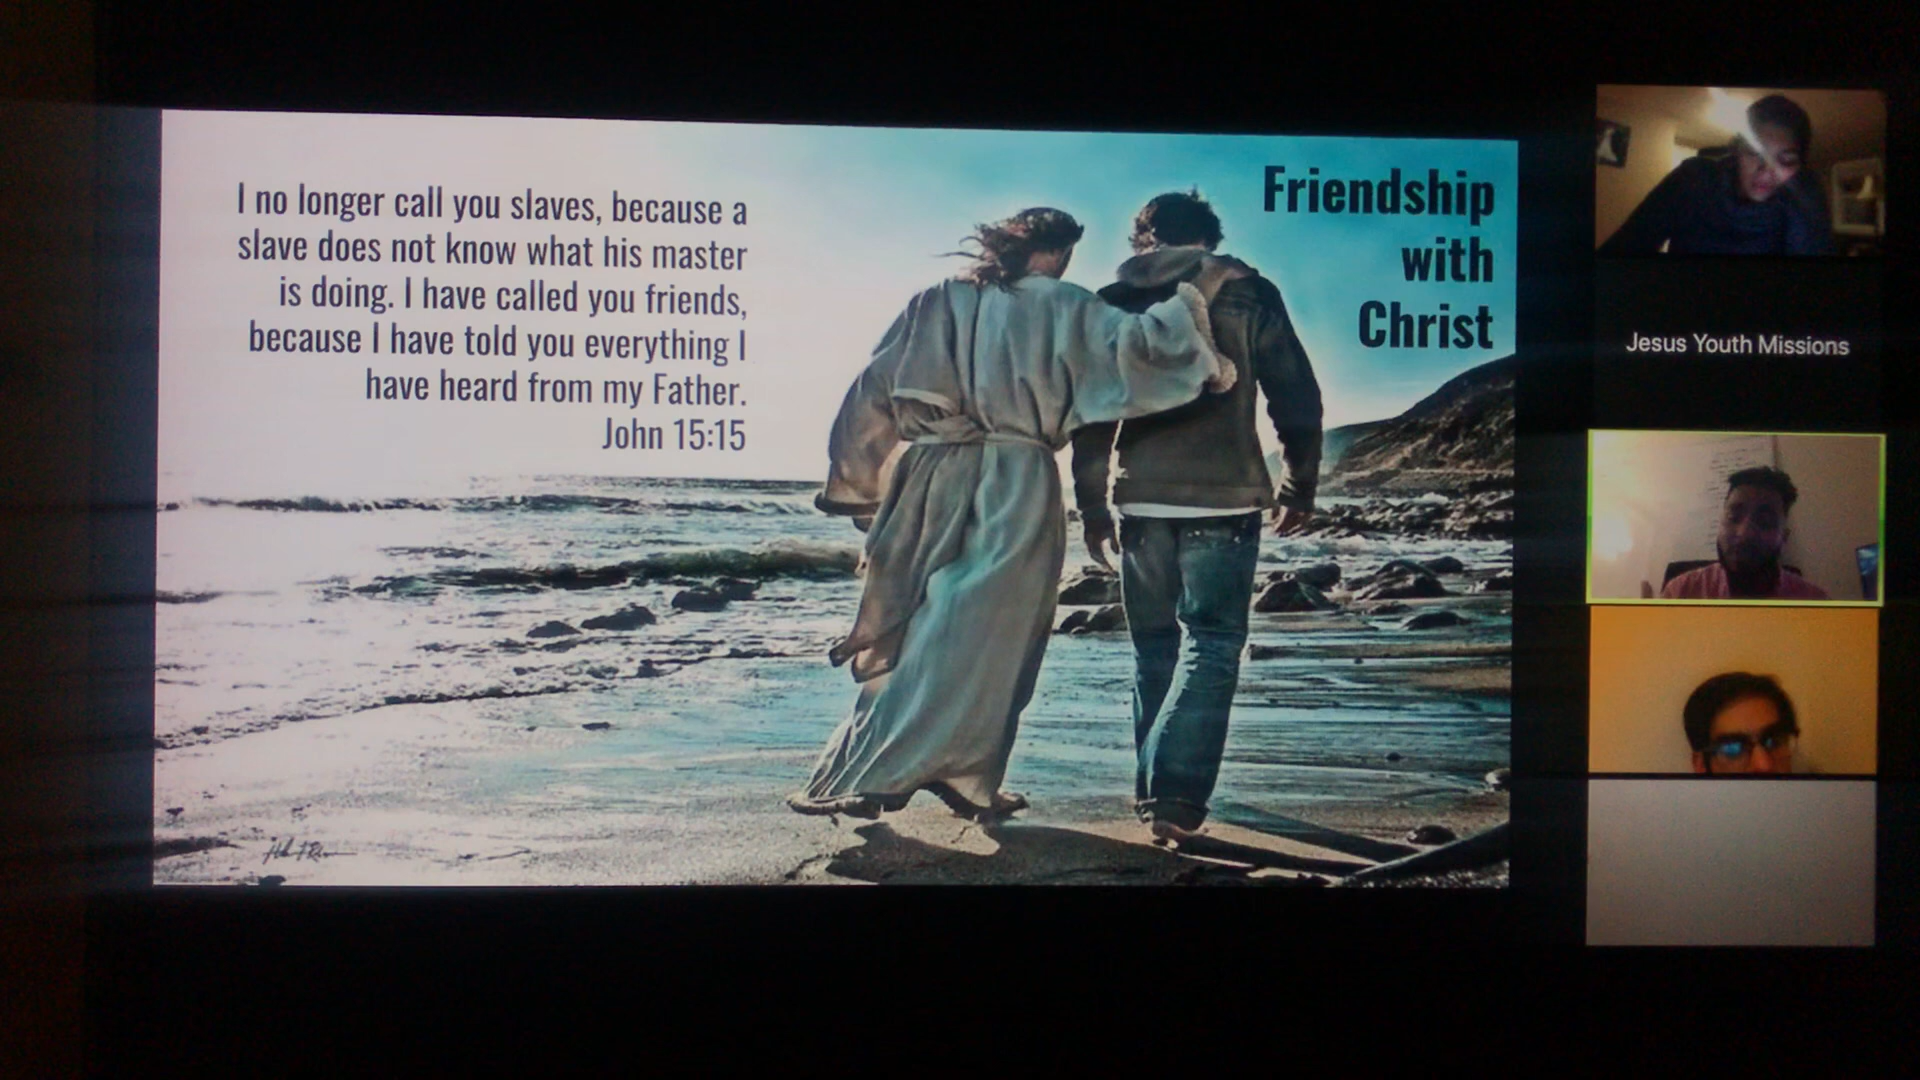 I no longer call you slaves, because a
slave does not know what his master
is doing. I have called you friends,
because I have told you everything I
have heard from my Father.
John 15:15
Friendship
with
Christ
Jesus Youth Missions